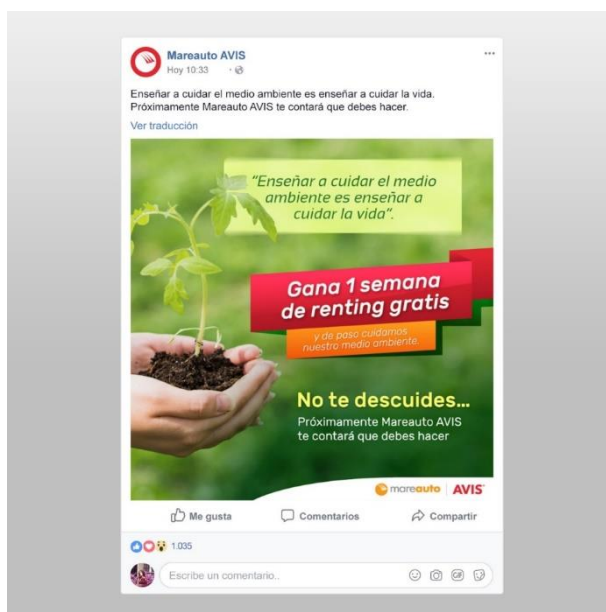 Mareauto AVIS
Hoy 10:33
Enseñar a cuidar el medio ambiente es enseñar a cuidar la vida.
Próximamente Mareauto AVIS te contará que debes hacer.
Ver traducción
"Enseñar a cuidar el medio
ambiente es enseñar a
cuidar la vida".
Gana 1 semana
de renting gratis
y de paso cuidamos
nuestro medio ambiente.
No te descuides...
Próximamente Mareauto AVIS
te contará que debes hacer
mareauto AVIS
Me gusta Comentarios Compartir
1.035
Escribe un comentario..
GIF